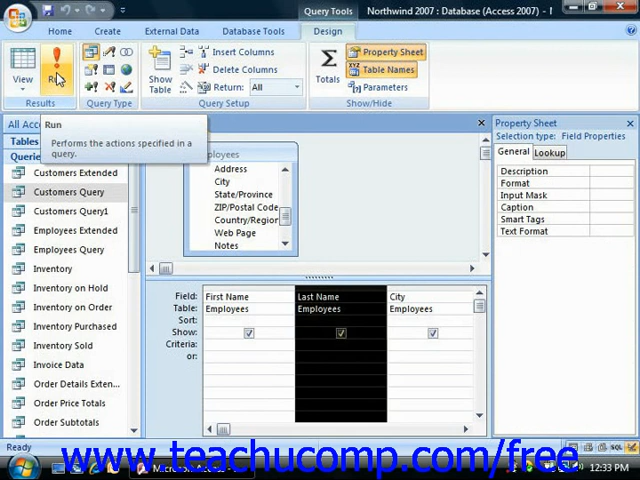 Query Tools
Northwind 2007 : Database (Access 2007) -
Home
Create
External Data
Database Tools
Design
View
Run
Results
Query Type
Show
Table
Insert Columns
Delete Columns
Return: All
Query Setup
Totals
Property Sheet
Table Names
Parameters
Show/Hide
Run
Performs the actions specified in a
query.
All
Tables
Customers Extended
Customers Query
Customers Query1
Employees Extended
Employees Query
Inventory
Inventory on Hold
Inventory on Order
Inventory Purchased
Inventory Sold
Invoice Data
Order Details Exten...
Order Price Totals
Order Subtotals
Address
City
State/Province
ZIP/Postal Code
Country/Region
Web Page
Notes
Field: First Name Last Name City
Table: Employees Employees Employees
Sort:
Show:
Criteria:
or:
Property Sheet
Selection type: Field Properties
General
Lookup
Description
Format
Input Mask
Caption
Smart Tags
Text Format
Ready
SQL
www.teachucomp.com/free
12:33 PM